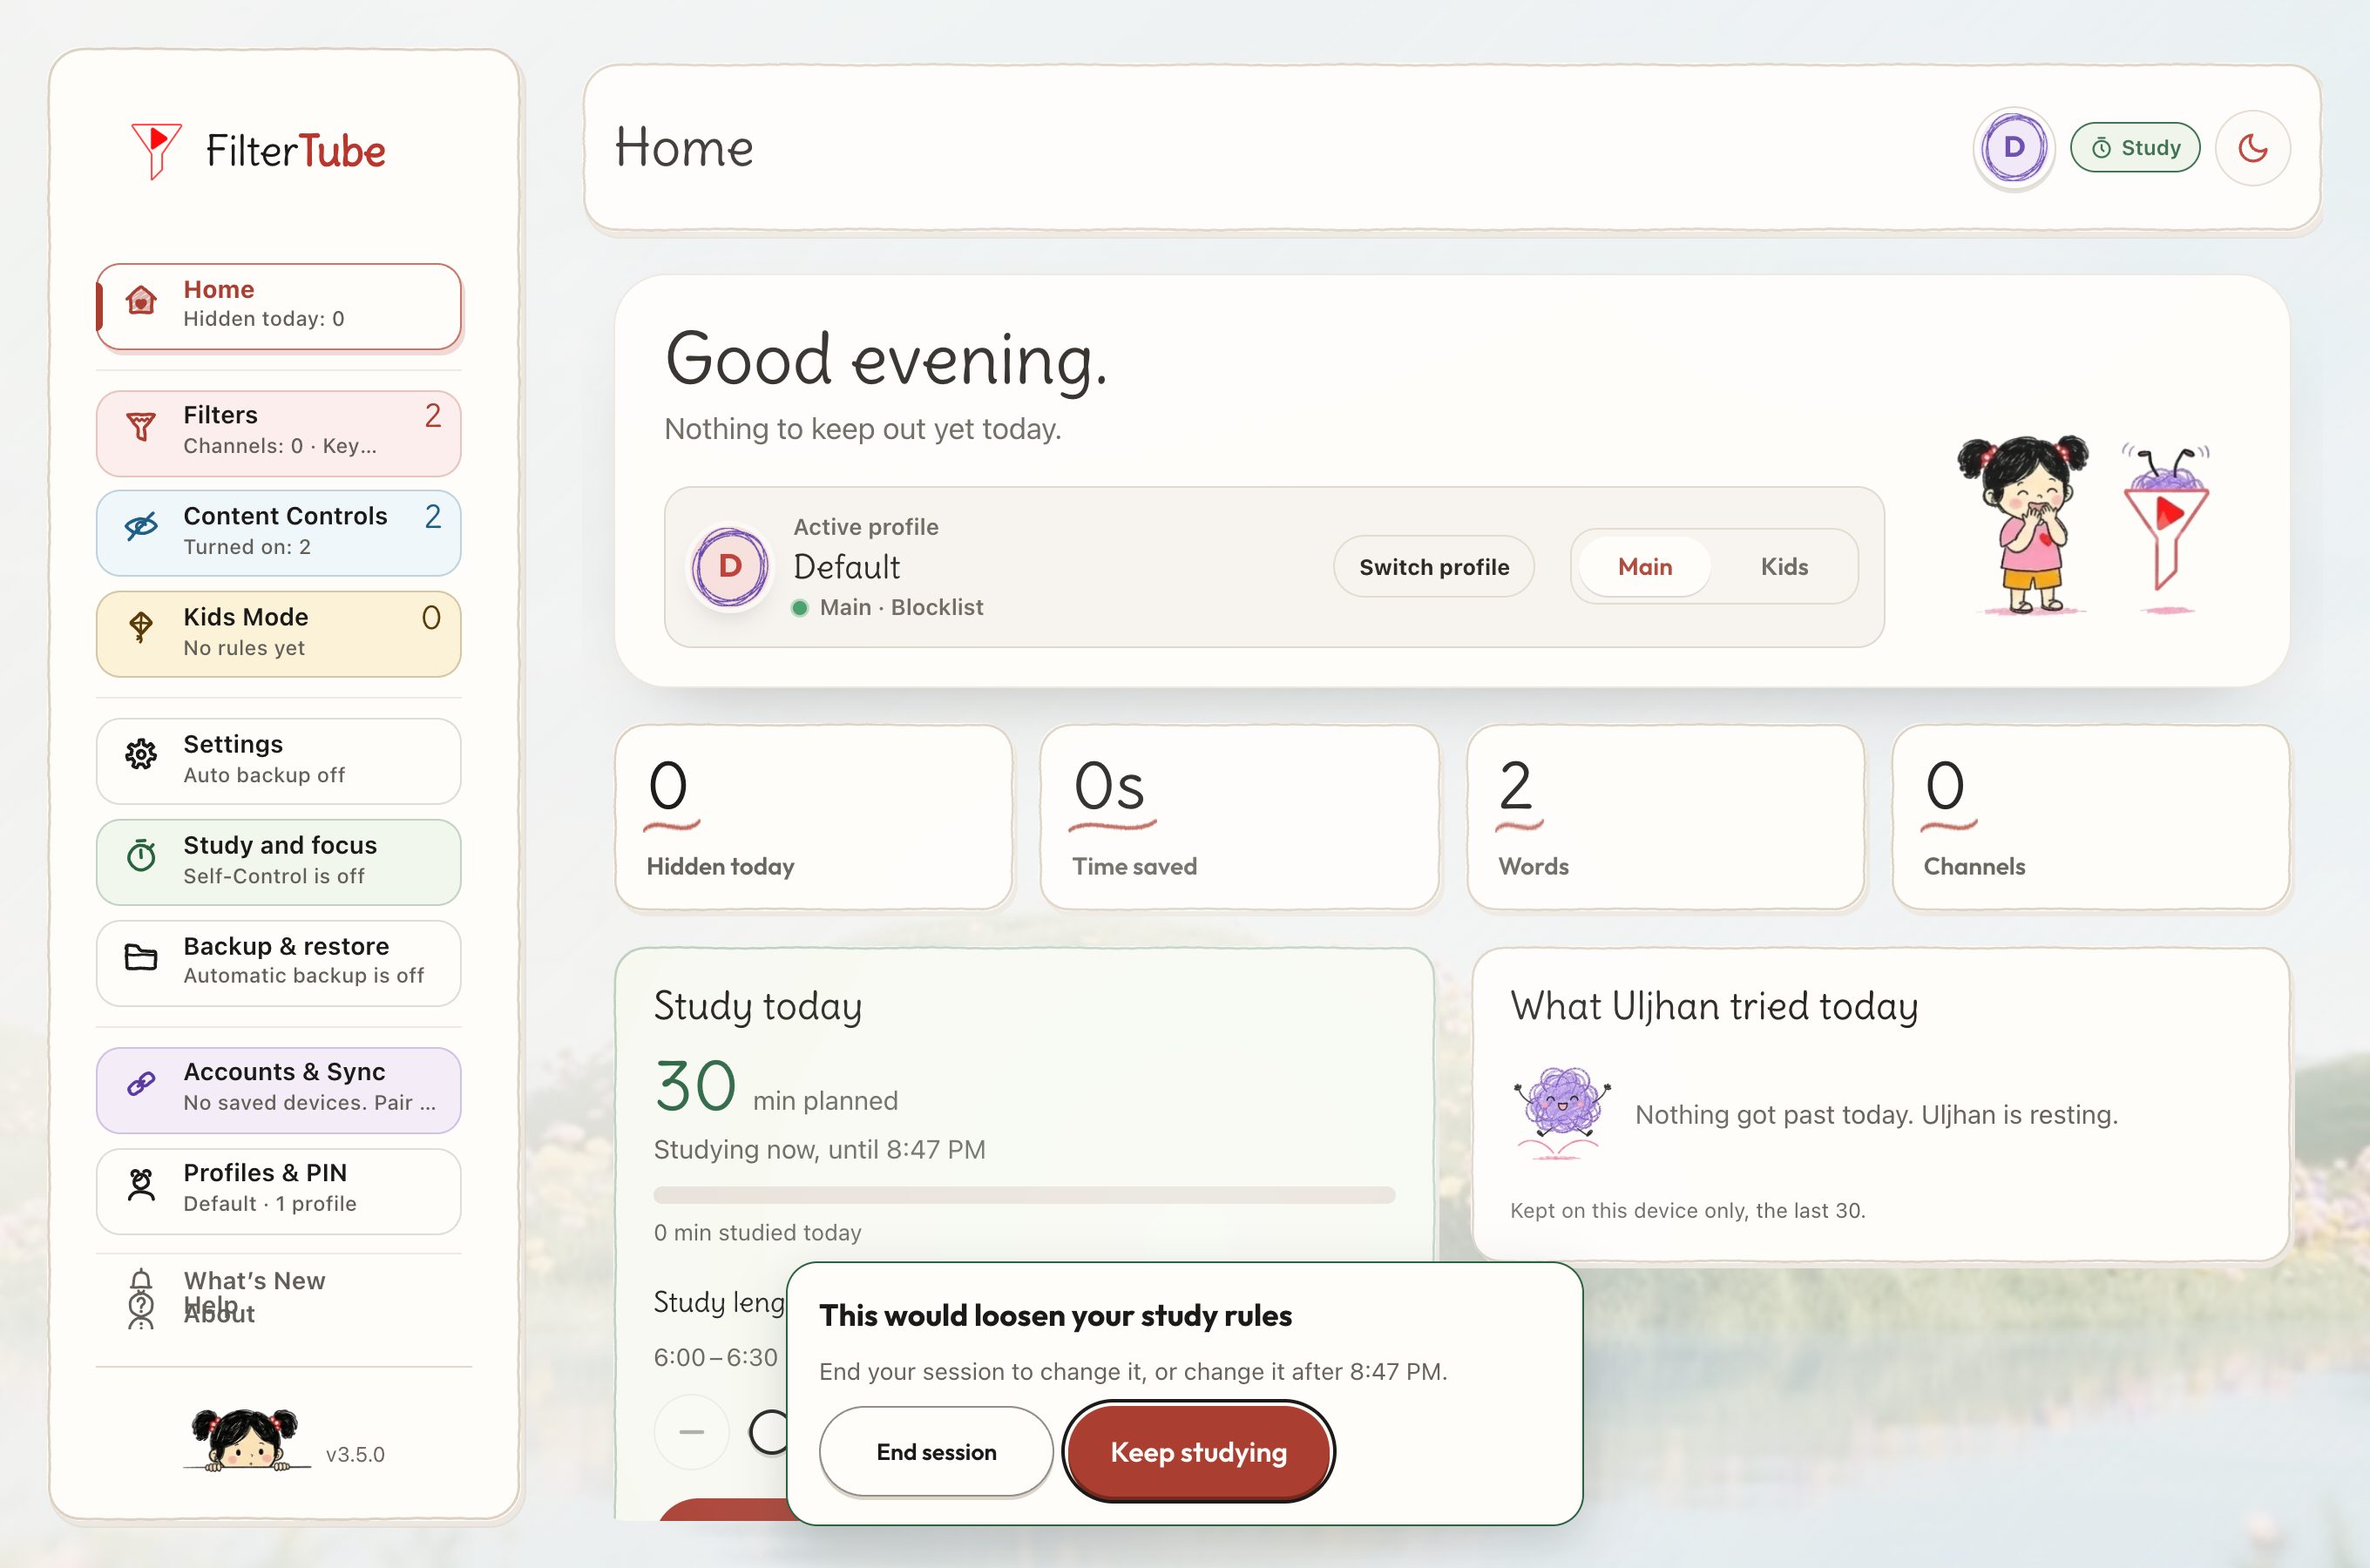 FilterTube
Home
Hidden today: 0
Filters
2
Channels: 0 · Key...
Content Controls
2
Turned on: 2
Kids Mode
0
No rules yet
Settings
Auto backup off
Study and focus
Self-Control is off
Backup & restore
Automatic backup is off
Accounts & Sync
No saved devices. Pair ...
Profiles & PIN
Default · 1 profile
What's New
Help
About
v3.5.0
Home
D
Study
Good evening.
Nothing to keep out yet today.
D
Active profile
Default
Main · Blocklist
Switch profile
Main
Kids
0
Hidden today
0s
Time saved
2
Words
0
Channels
Study today
30 min planned
Studying now, until 8:47 PM
0 min studied today
Study leng
6:00–6:30
What Uljhan tried today
Nothing got past today. Uljhan is resting.
Kept on this device only, the last 30.
This would loosen your study rules
End your session to change it, or change it after 8:47 PM.
End session
Keep studying